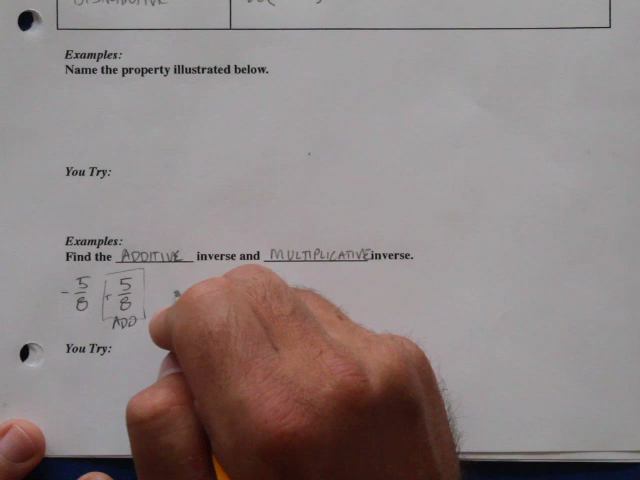 Examples:
Name the property illustrated below.
You Try:
Examples:
Find the ADDITIVE inverse and MULTIPLICATIVE inverse.
- 5/8 + 5/8
ADD
You Try: